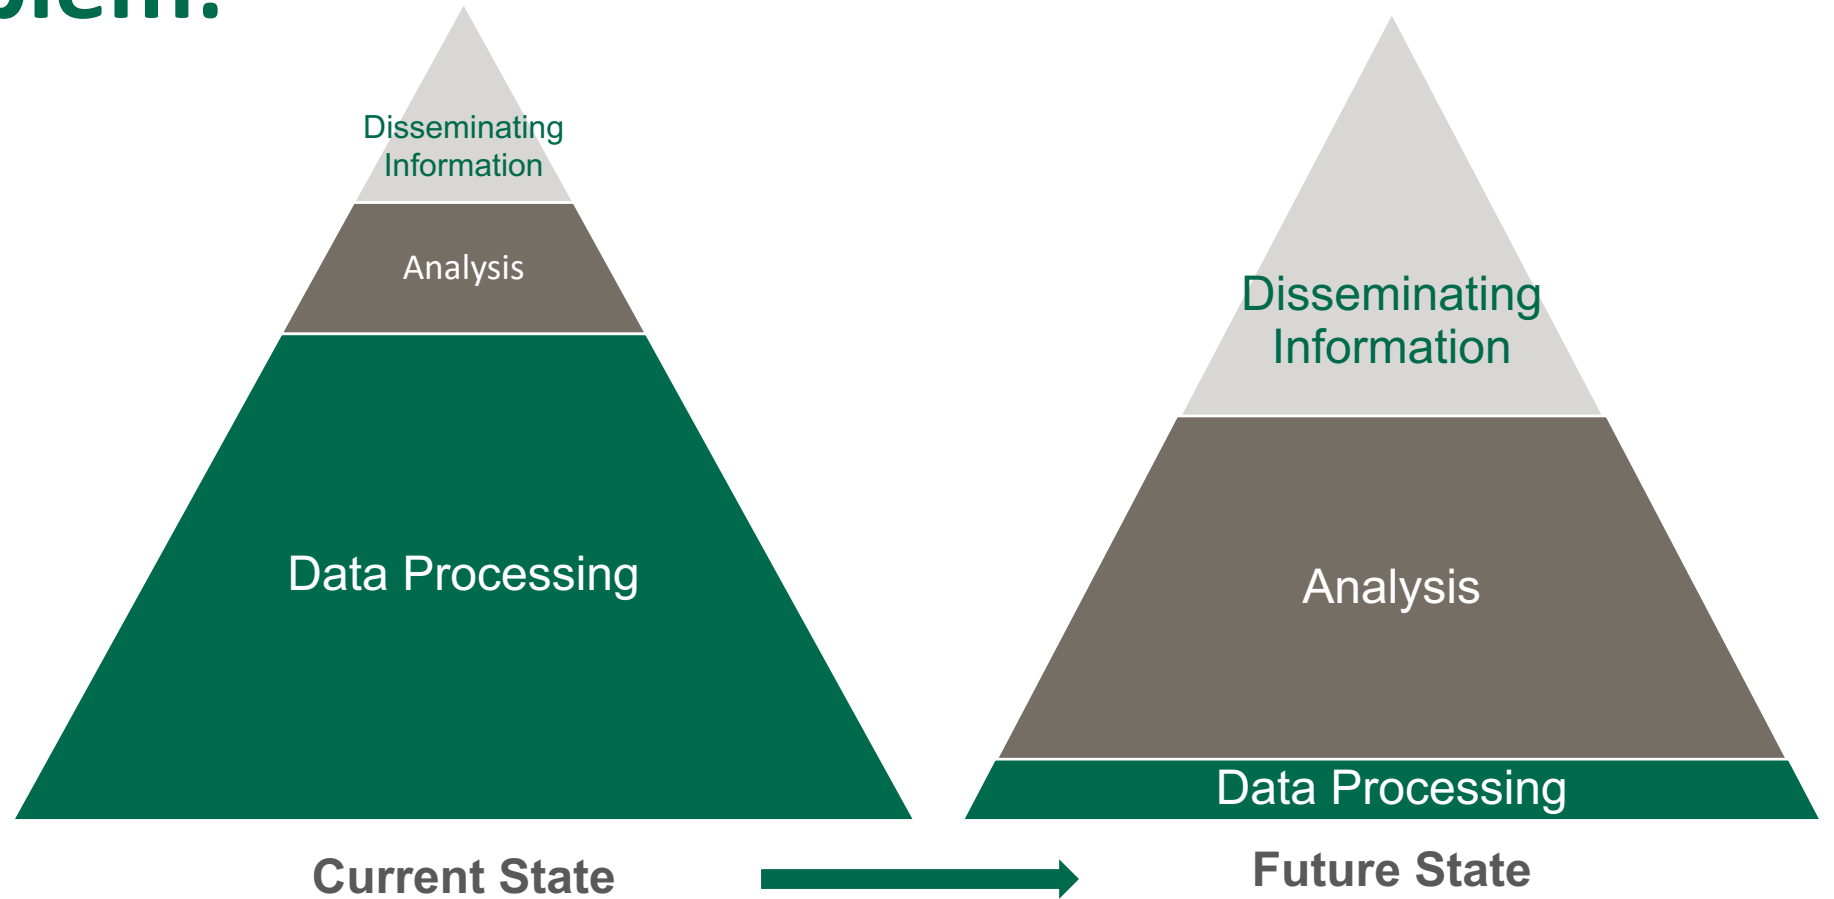 Disseminating
Information
Analysis
Data Processing
Current State
Disseminating
Information
Analysis
Data Processing
Future State